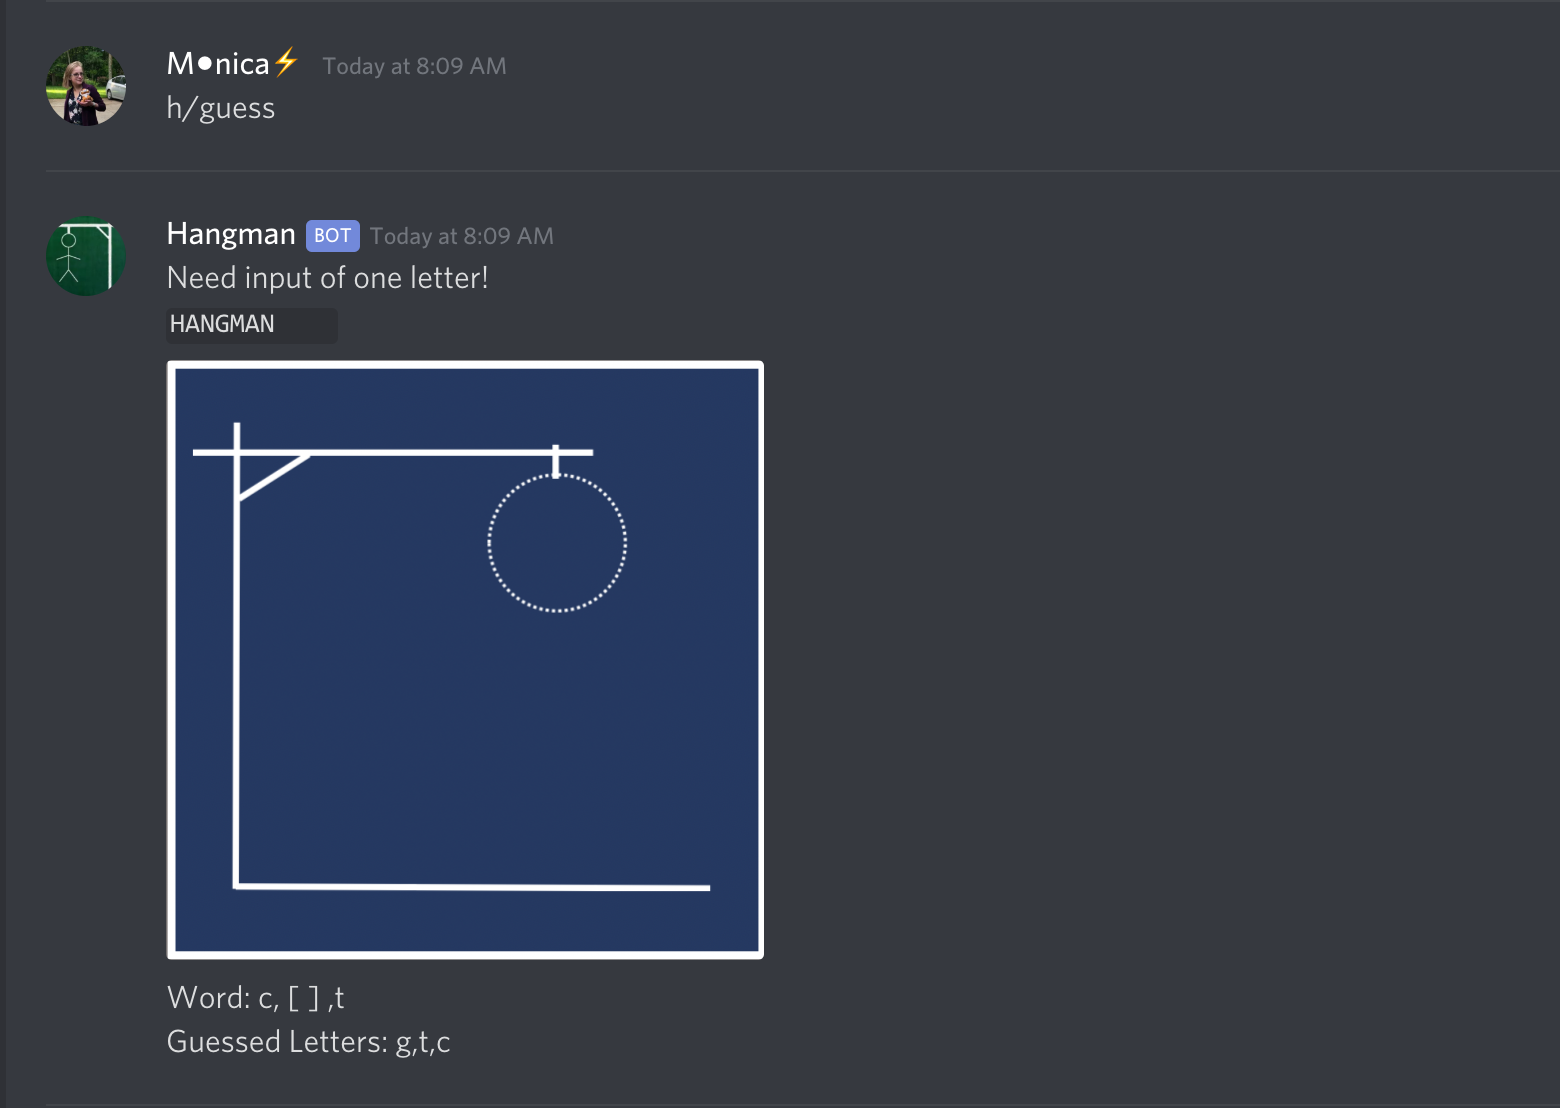 M●nica⚡ Today at 8:09 AM
h/guess
Hangman BOT Today at 8:09 AM
Need input of one letter!
HANGMAN
Word: c, [ ] ,t
Guessed Letters: g,t,c